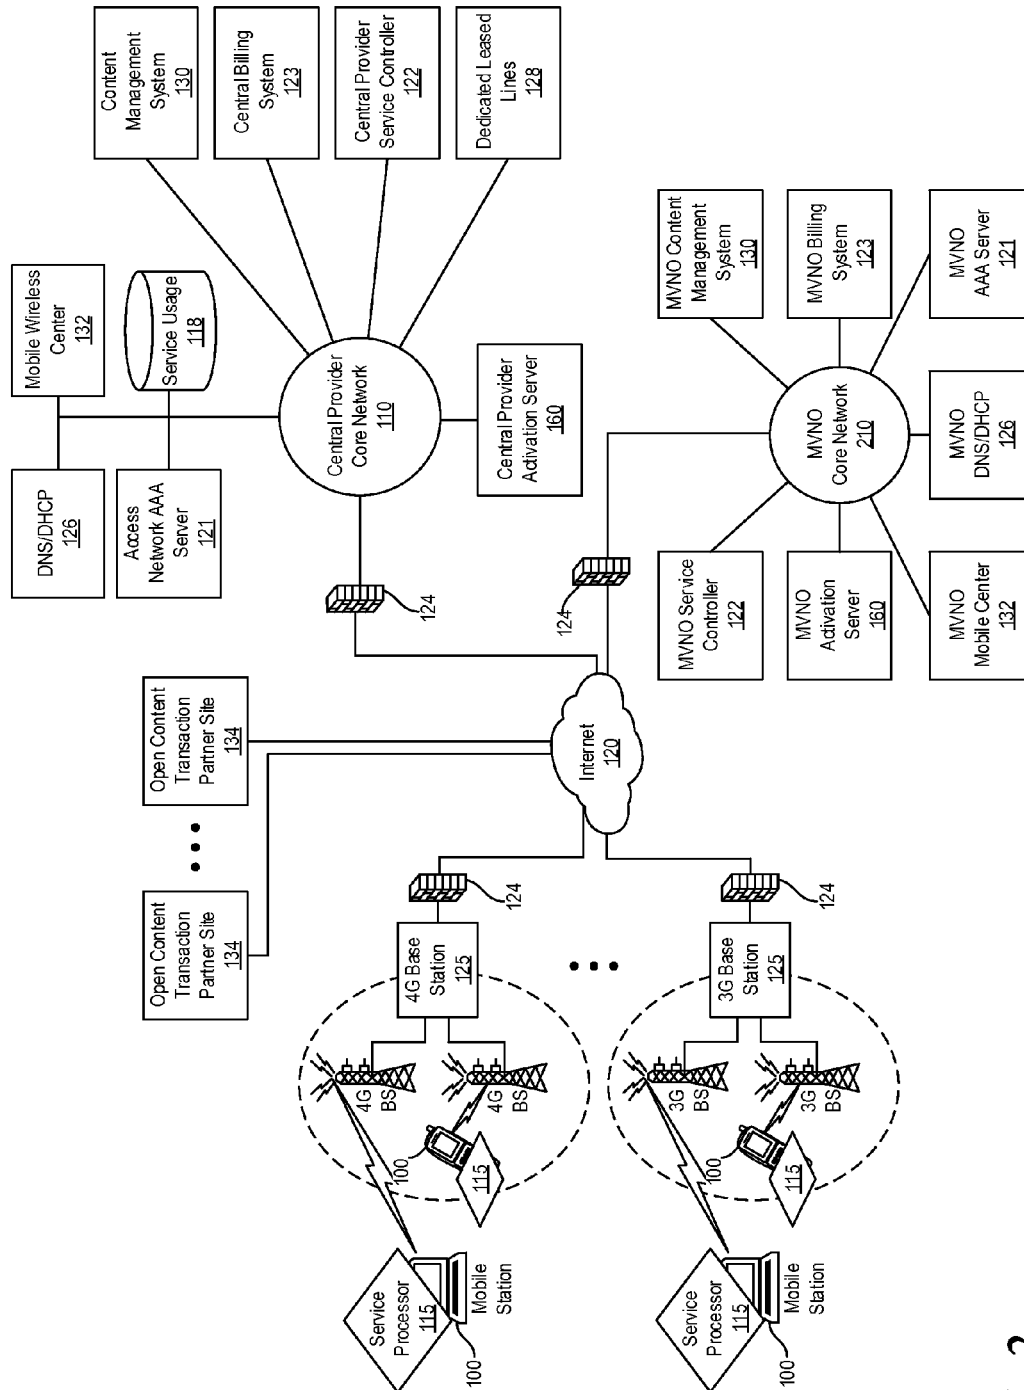 Content
Management
System
130
Central Billing
System
123
Central Provider
Service Controller
122
Dedicated Leased
Lines
128
Mobile Wireless
Center
132
Service Usage
118
DNS/DHCP
126
Access
Network AAA
Server
121
Central Provider
Core Network
110
Central Provider
Activation Server
160
124
124
MVNO Content
Management
System
130
MVNO Billing
System
123
MVNO
AAA Server
121
MVNO
Core Network
210
MVNO
DNS/DHCP
126
MVNO Service
Controller
122
MVNO
Activation
Server
160
MVNO
Mobile Center
132
Open Content
Transaction
Partner Site
134
Open Content
Transaction
Partner Site
134
Internet
120
124
124
4G Base
Station
125
4G
BS
4G
BS
100
115
Service
Processor
115
100
Mobile
Station
3G Base
Station
125
3G
BS
3G
BS
100
115
Service
Processor
115
100
Mobile
Station
2